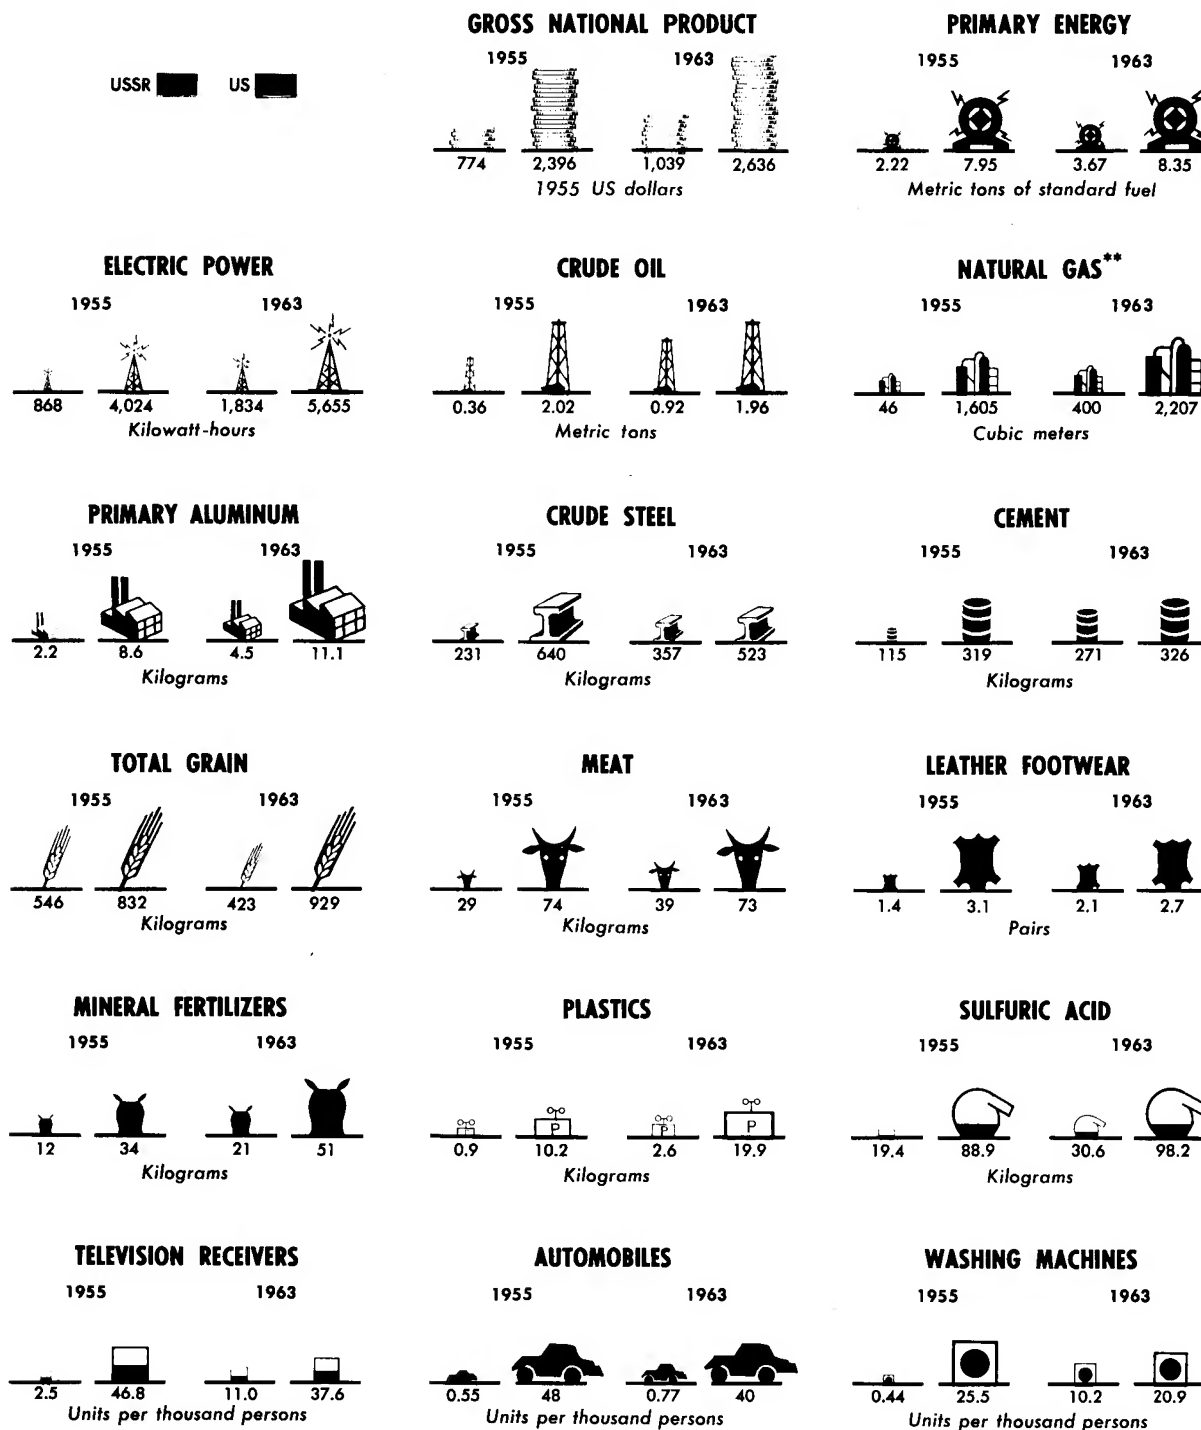 USSR US
GROSS NATIONAL PRODUCT
1955 1963
774 2,396 1,039 2,636
1955 US dollars
PRIMARY ENERGY
1955 1963
2.22 7.95 3.67 8.35
Metric tons of standard fuel
ELECTRIC POWER
1955 1963
868 4,024 1,834 5,655
Kilowatt-hours
CRUDE OIL
1955 1963
0.36 2.02 0.92 1.96
Metric tons
NATURAL GAS**
1955 1963
46 1,605 400 2,207
Cubic meters
PRIMARY ALUMINUM
1955 1963
2.2 8.6 4.5 11.1
Kilograms
CRUDE STEEL
1955 1963
231 640 357 523
Kilograms
CEMENT
1955 1963
115 319 271 326
Kilograms
TOTAL GRAIN
1955 1963
546 832 423 929
Kilograms
MEAT
1955 1963
29 74 39 73
Kilograms
LEATHER FOOTWEAR
1955 1963
1.4 3.1 2.1 2.7
Pairs
MINERAL FERTILIZERS
1955 1963
12 34 21 51
Kilograms
PLASTICS
1955 1963
P P P
0.9 10.2 2.6 19.9
Kilograms
SULFURIC ACID
1955 1963
19.4 88.9 30.6 98.2
Kilograms
TELEVISION RECEIVERS
1955 1963
2.5 46.8 11.0 37.6
Units per thousand persons
AUTOMOBILES
1955 1963
0.55 48 0.77 40
Units per thousand persons
WASHING MACHINES
1955 1963
0.44 25.5 10.2 20.9
Units per thousand persons